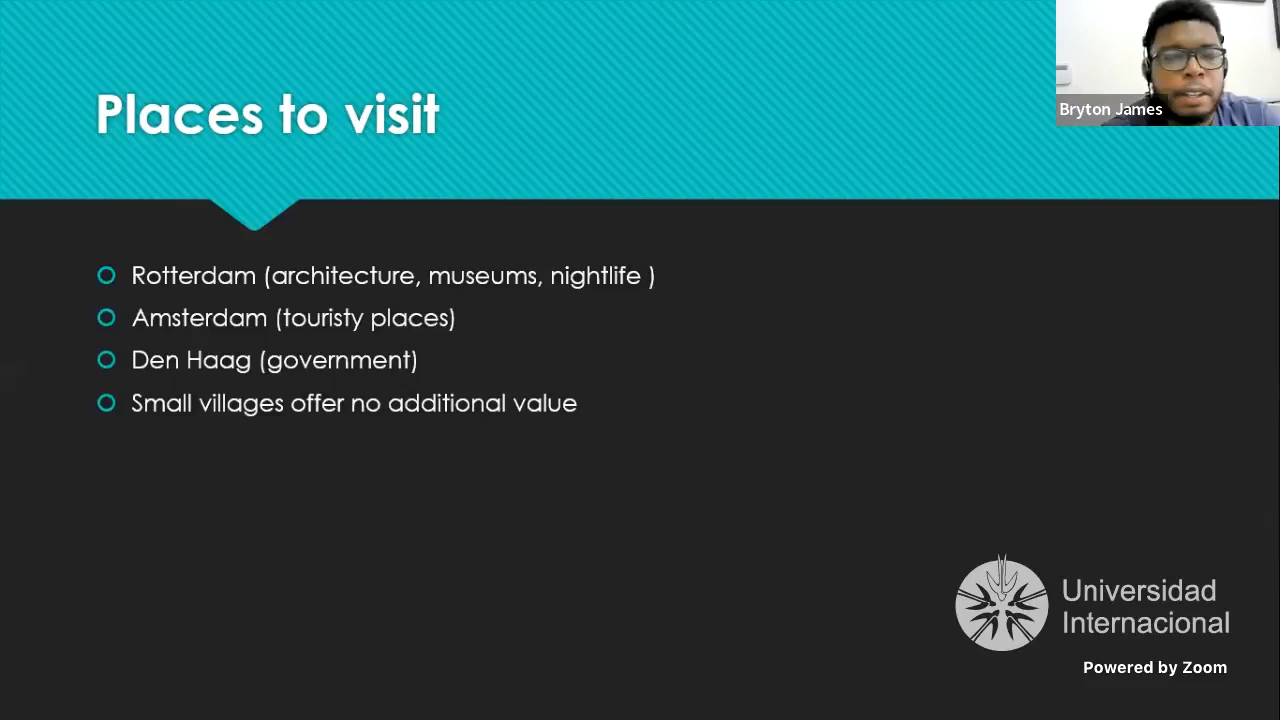 Places to visit
Bryton James
Rotterdam (architecture, museums, nightlife )
Amsterdam (touristy places)
Den Haag (government)
Small villages offer no additional value
Universidad
Internacional
Powered by Zoom